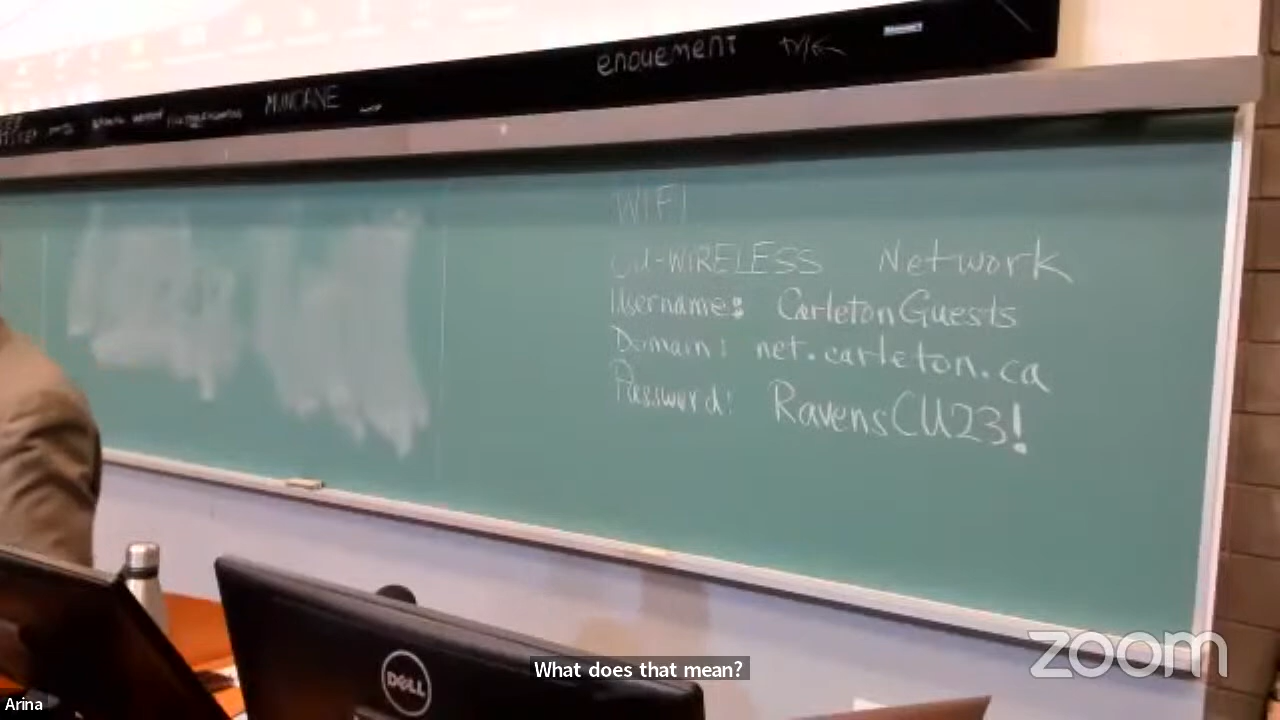 enouement
MUNDANE
WIFI
CU-WIRELESS Network
Username: CarletonGuests
Domain: net.carleton.ca
Password: RavensCU23!
DELL
What does that mean?
zoom
Arina